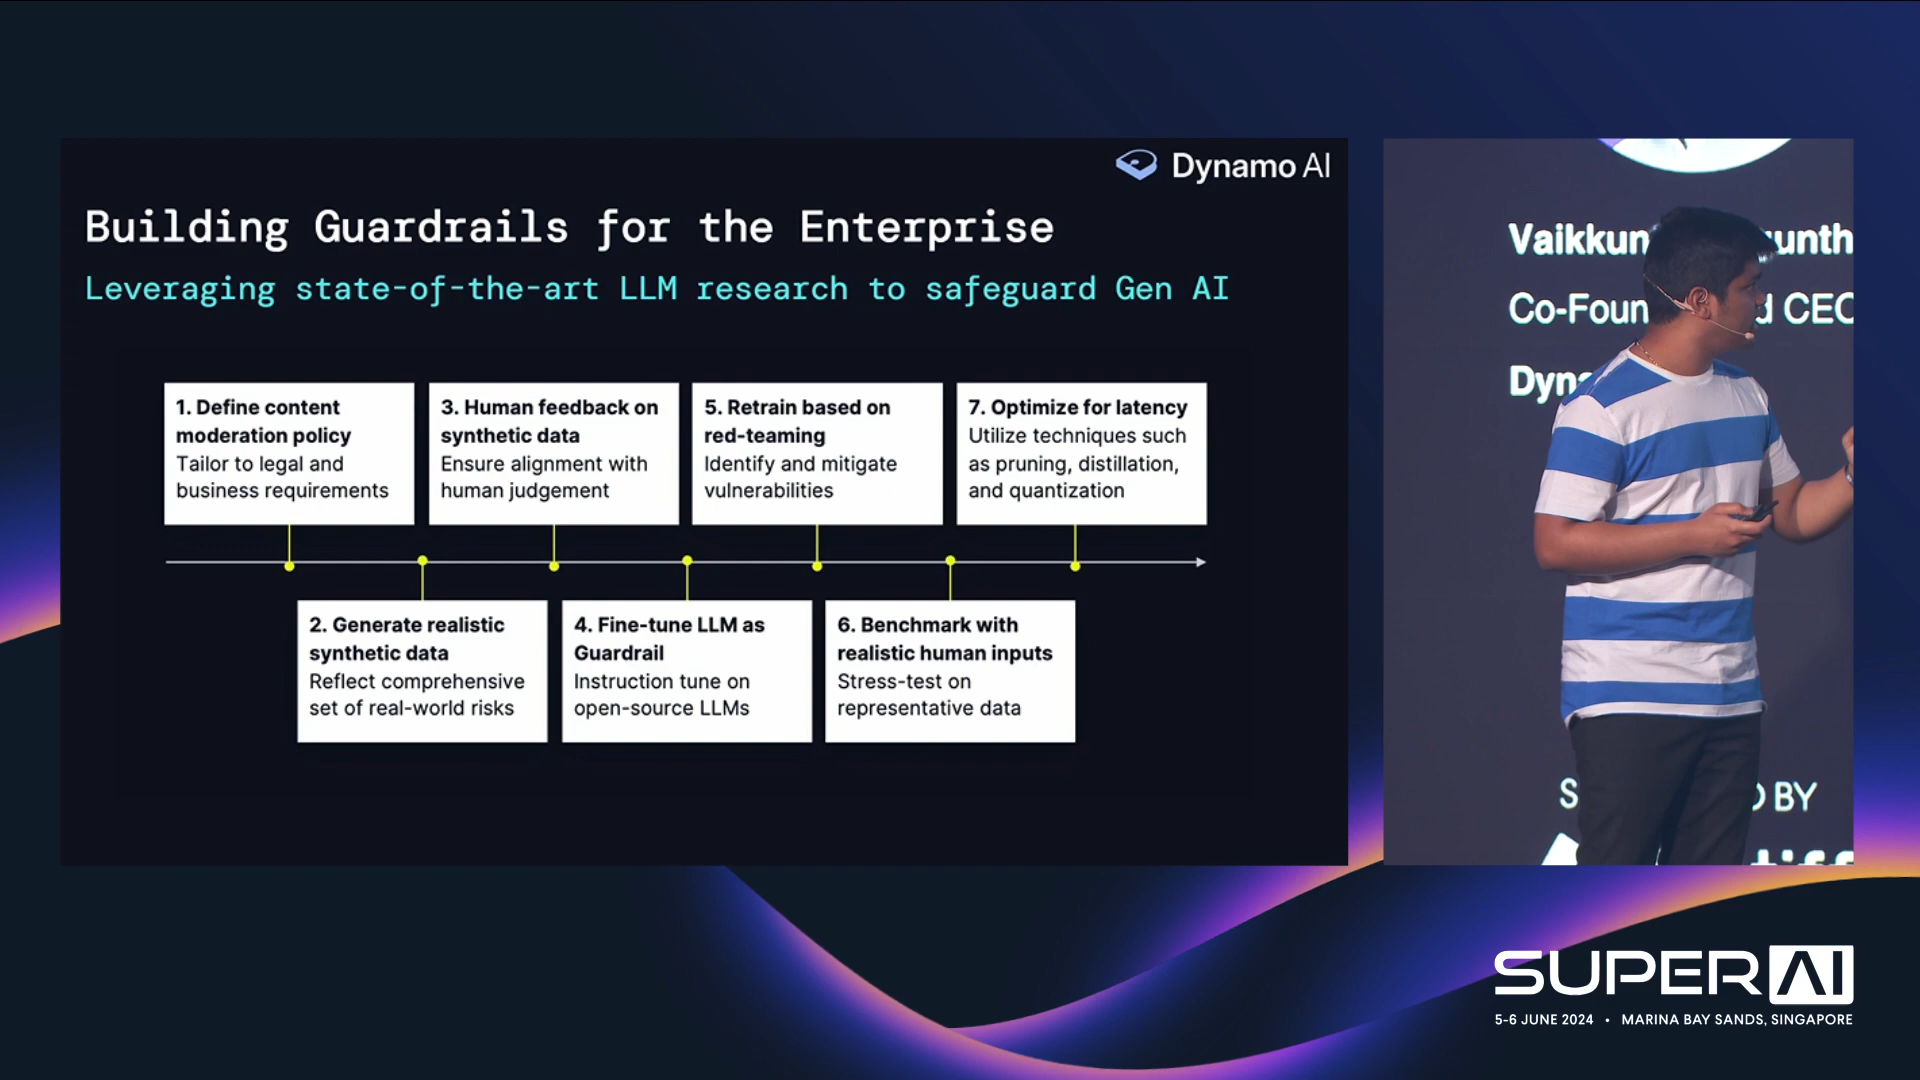 Dynamo AI
Building Guardrails for the Enterprise
Leveraging state-of-the-art LLM research to safeguard Gen AI
1. Define content
moderation policy
Tailor to legal and
business requirements
3. Human feedback on
synthetic data
Ensure alignment with
human judgement
5. Retrain based on
red-teaming
Identify and mitigate
vulnerabilities
7. Optimize for latency
Utilize techniques such
as pruning, distillation,
and quantization
2. Generate realistic
synthetic data
Reflect comprehensive
set of real-world risks
4. Fine-tune LLM as
Guardrail
Instruction tune on
open-source LLMs
6. Benchmark with
realistic human inputs
Stress-test on
representative data
CEO
BY
SUPER AI
5-6 JUNE 2024 • MARINA BAY SANDS, SINGAPORE